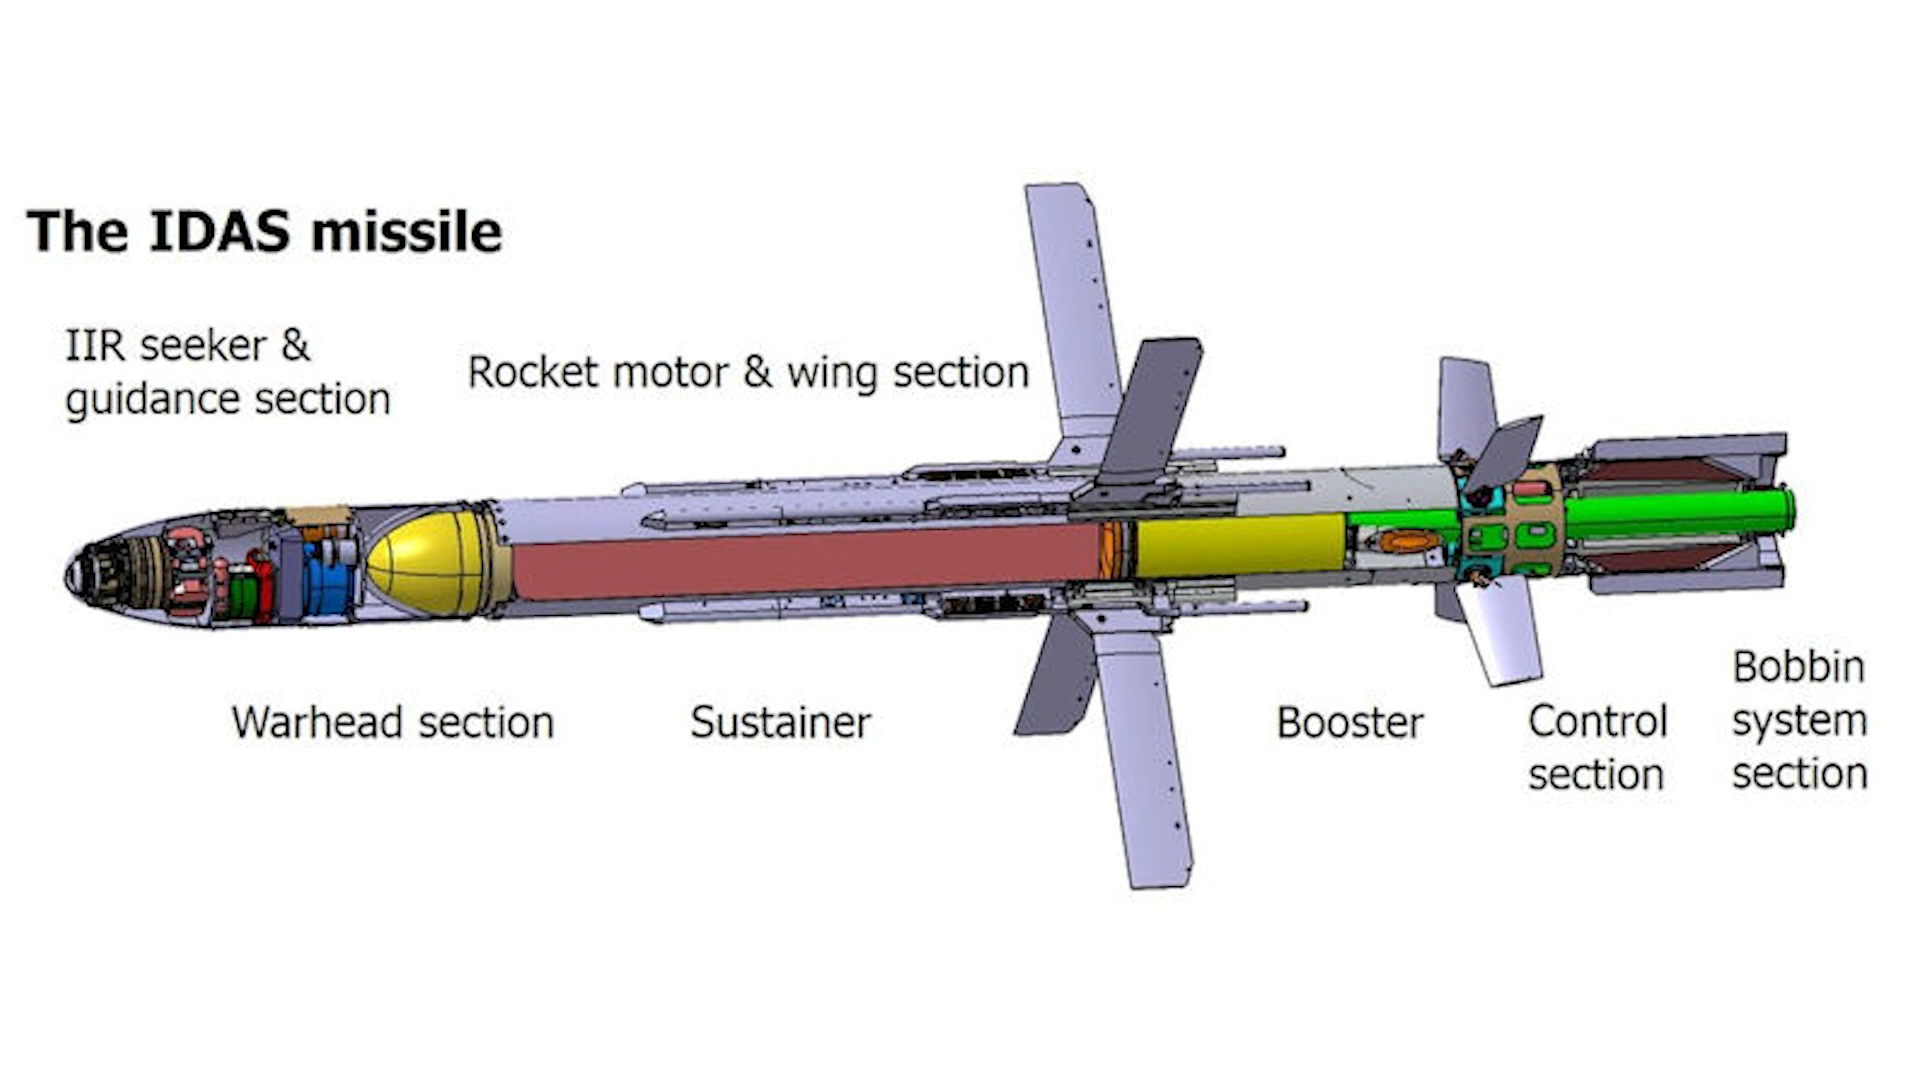 The IDAS missile
IIR seeker &
guidance section
Rocket motor & wing section
Warhead section
Sustainer
Booster
Control
section
Bobbin
system
section